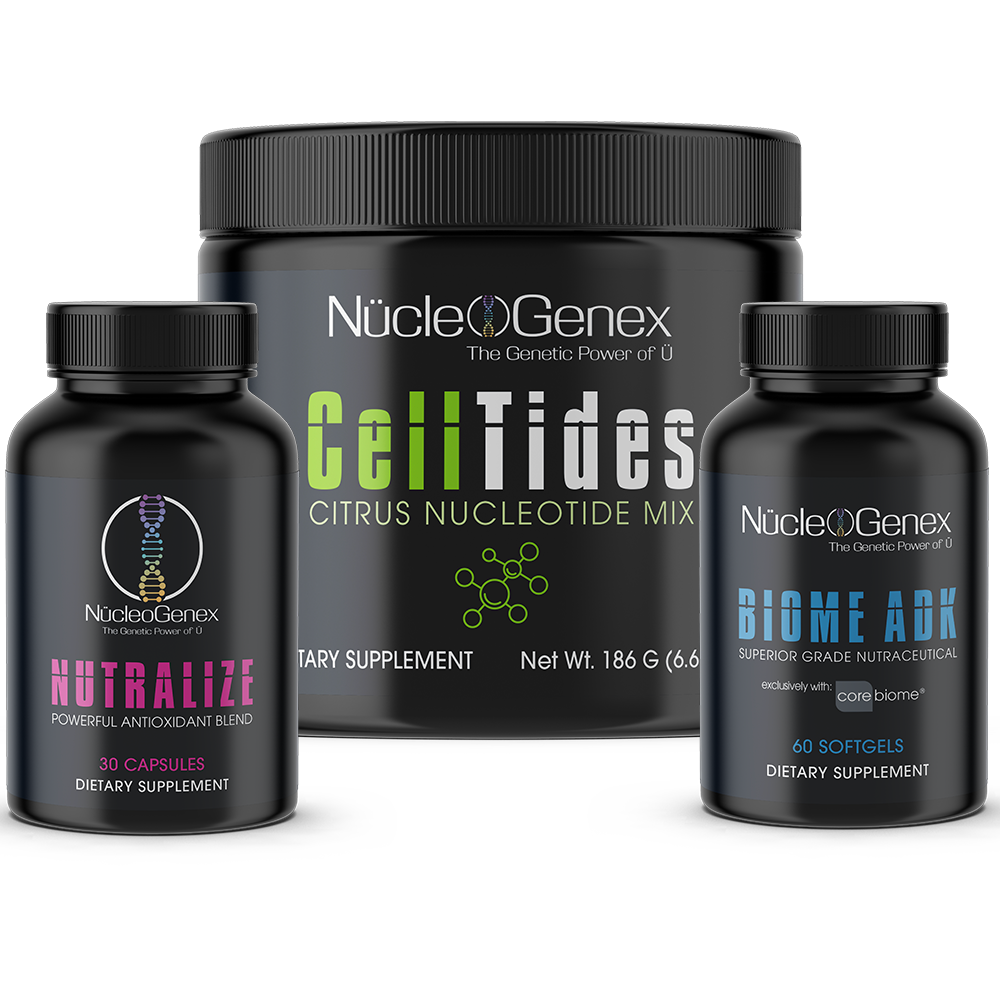 NücleoGenex
The Genetic Power of Ü
CellTides
CITRUS NUCLEOTIDE MIX
TARY SUPPLEMENT Net Wt. 186 G (6.6
NücleoGenex
The Genetic Power of Ü
NUTRALIZE
POWERFUL ANTIOXIDANT BLEND
30 CAPSULES
DIETARY SUPPLEMENT
NücleoGenex
The Genetic Power of Ü
BIOME ADK
SUPERIOR GRADE NUTRACEUTICAL
exclusively with: corebiome®
60 SOFTGELS
DIETARY SUPPLEMENT